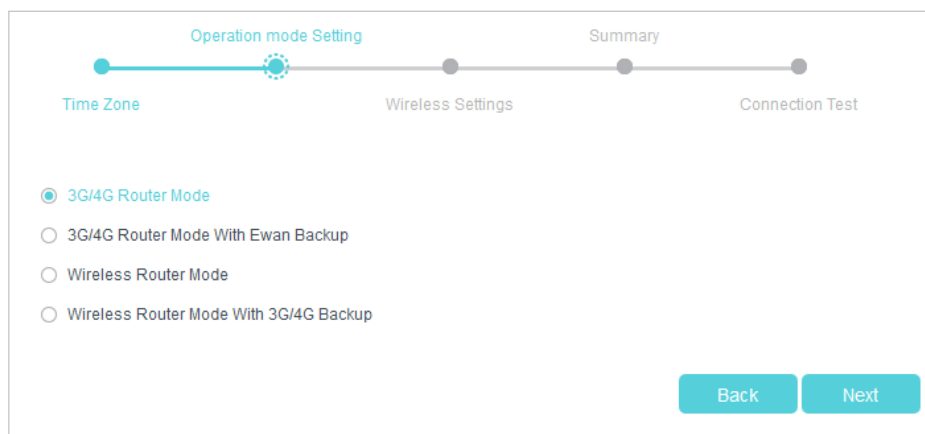 Operation mode Setting
Summary
Time Zone
Wireless Settings
Connection Test
3G/4G Router Mode
3G/4G Router Mode With Ewan Backup
Wireless Router Mode
Wireless Router Mode With 3G/4G Backup
Back
Next